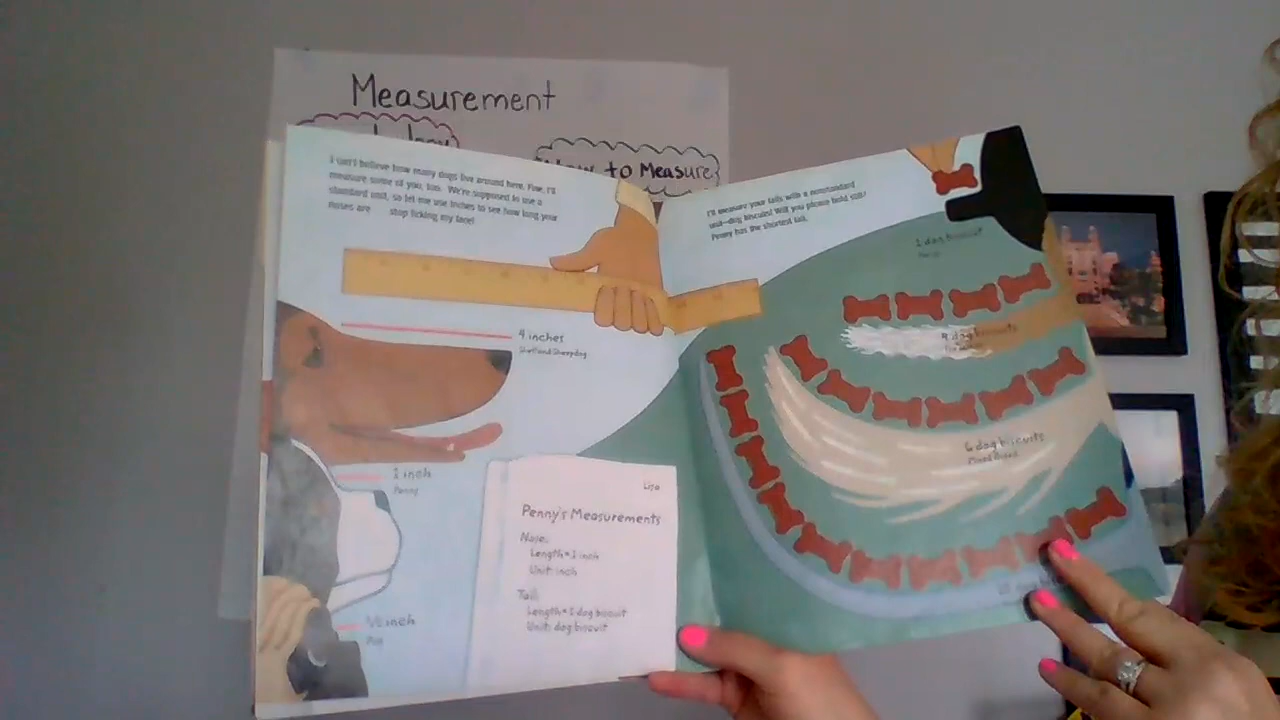 Measurement
How to Measure
I can't believe how many dogs live around here. Fine, I'll
measure some of you, too. We're supposed to use a
standard unit, so let me use inches to see how long your
noses are stop licking my face!
I'll measure your tails with a nonstandard
unit—dog biscuits! Will you please hold still!
Penny has the shortest tail.
4 inches
Shetland Sheepdog
1 inch
Penny
1/2 inch
Pug
Lisa
Penny's Measurements
Nose:
Length=1 inch
Unit: inch
Tail:
Length=1 dog biscuit
Unit: dog biscuit
1 dog biscuit
Penny
4 dog biscuits
6 dog biscuits
Mixed Breed